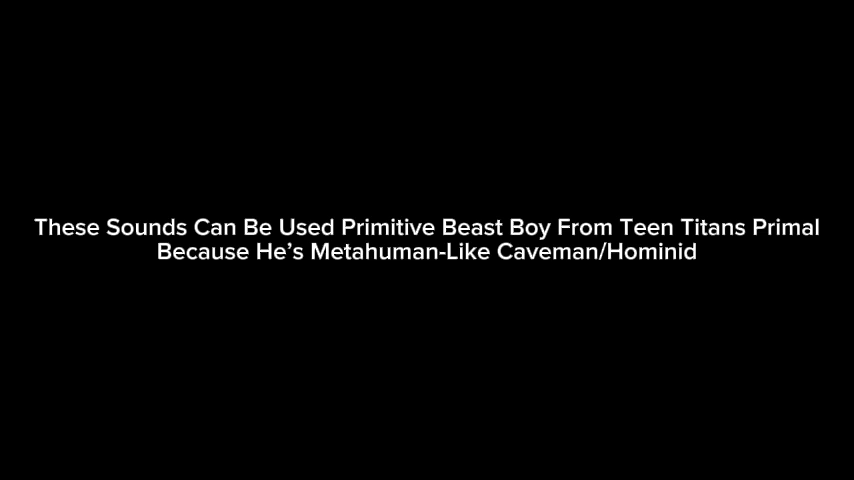 These Sounds Can Be Used Primitive Beast Boy From Teen Titans Primal
Because He’s Metahuman-Like Caveman/Hominid